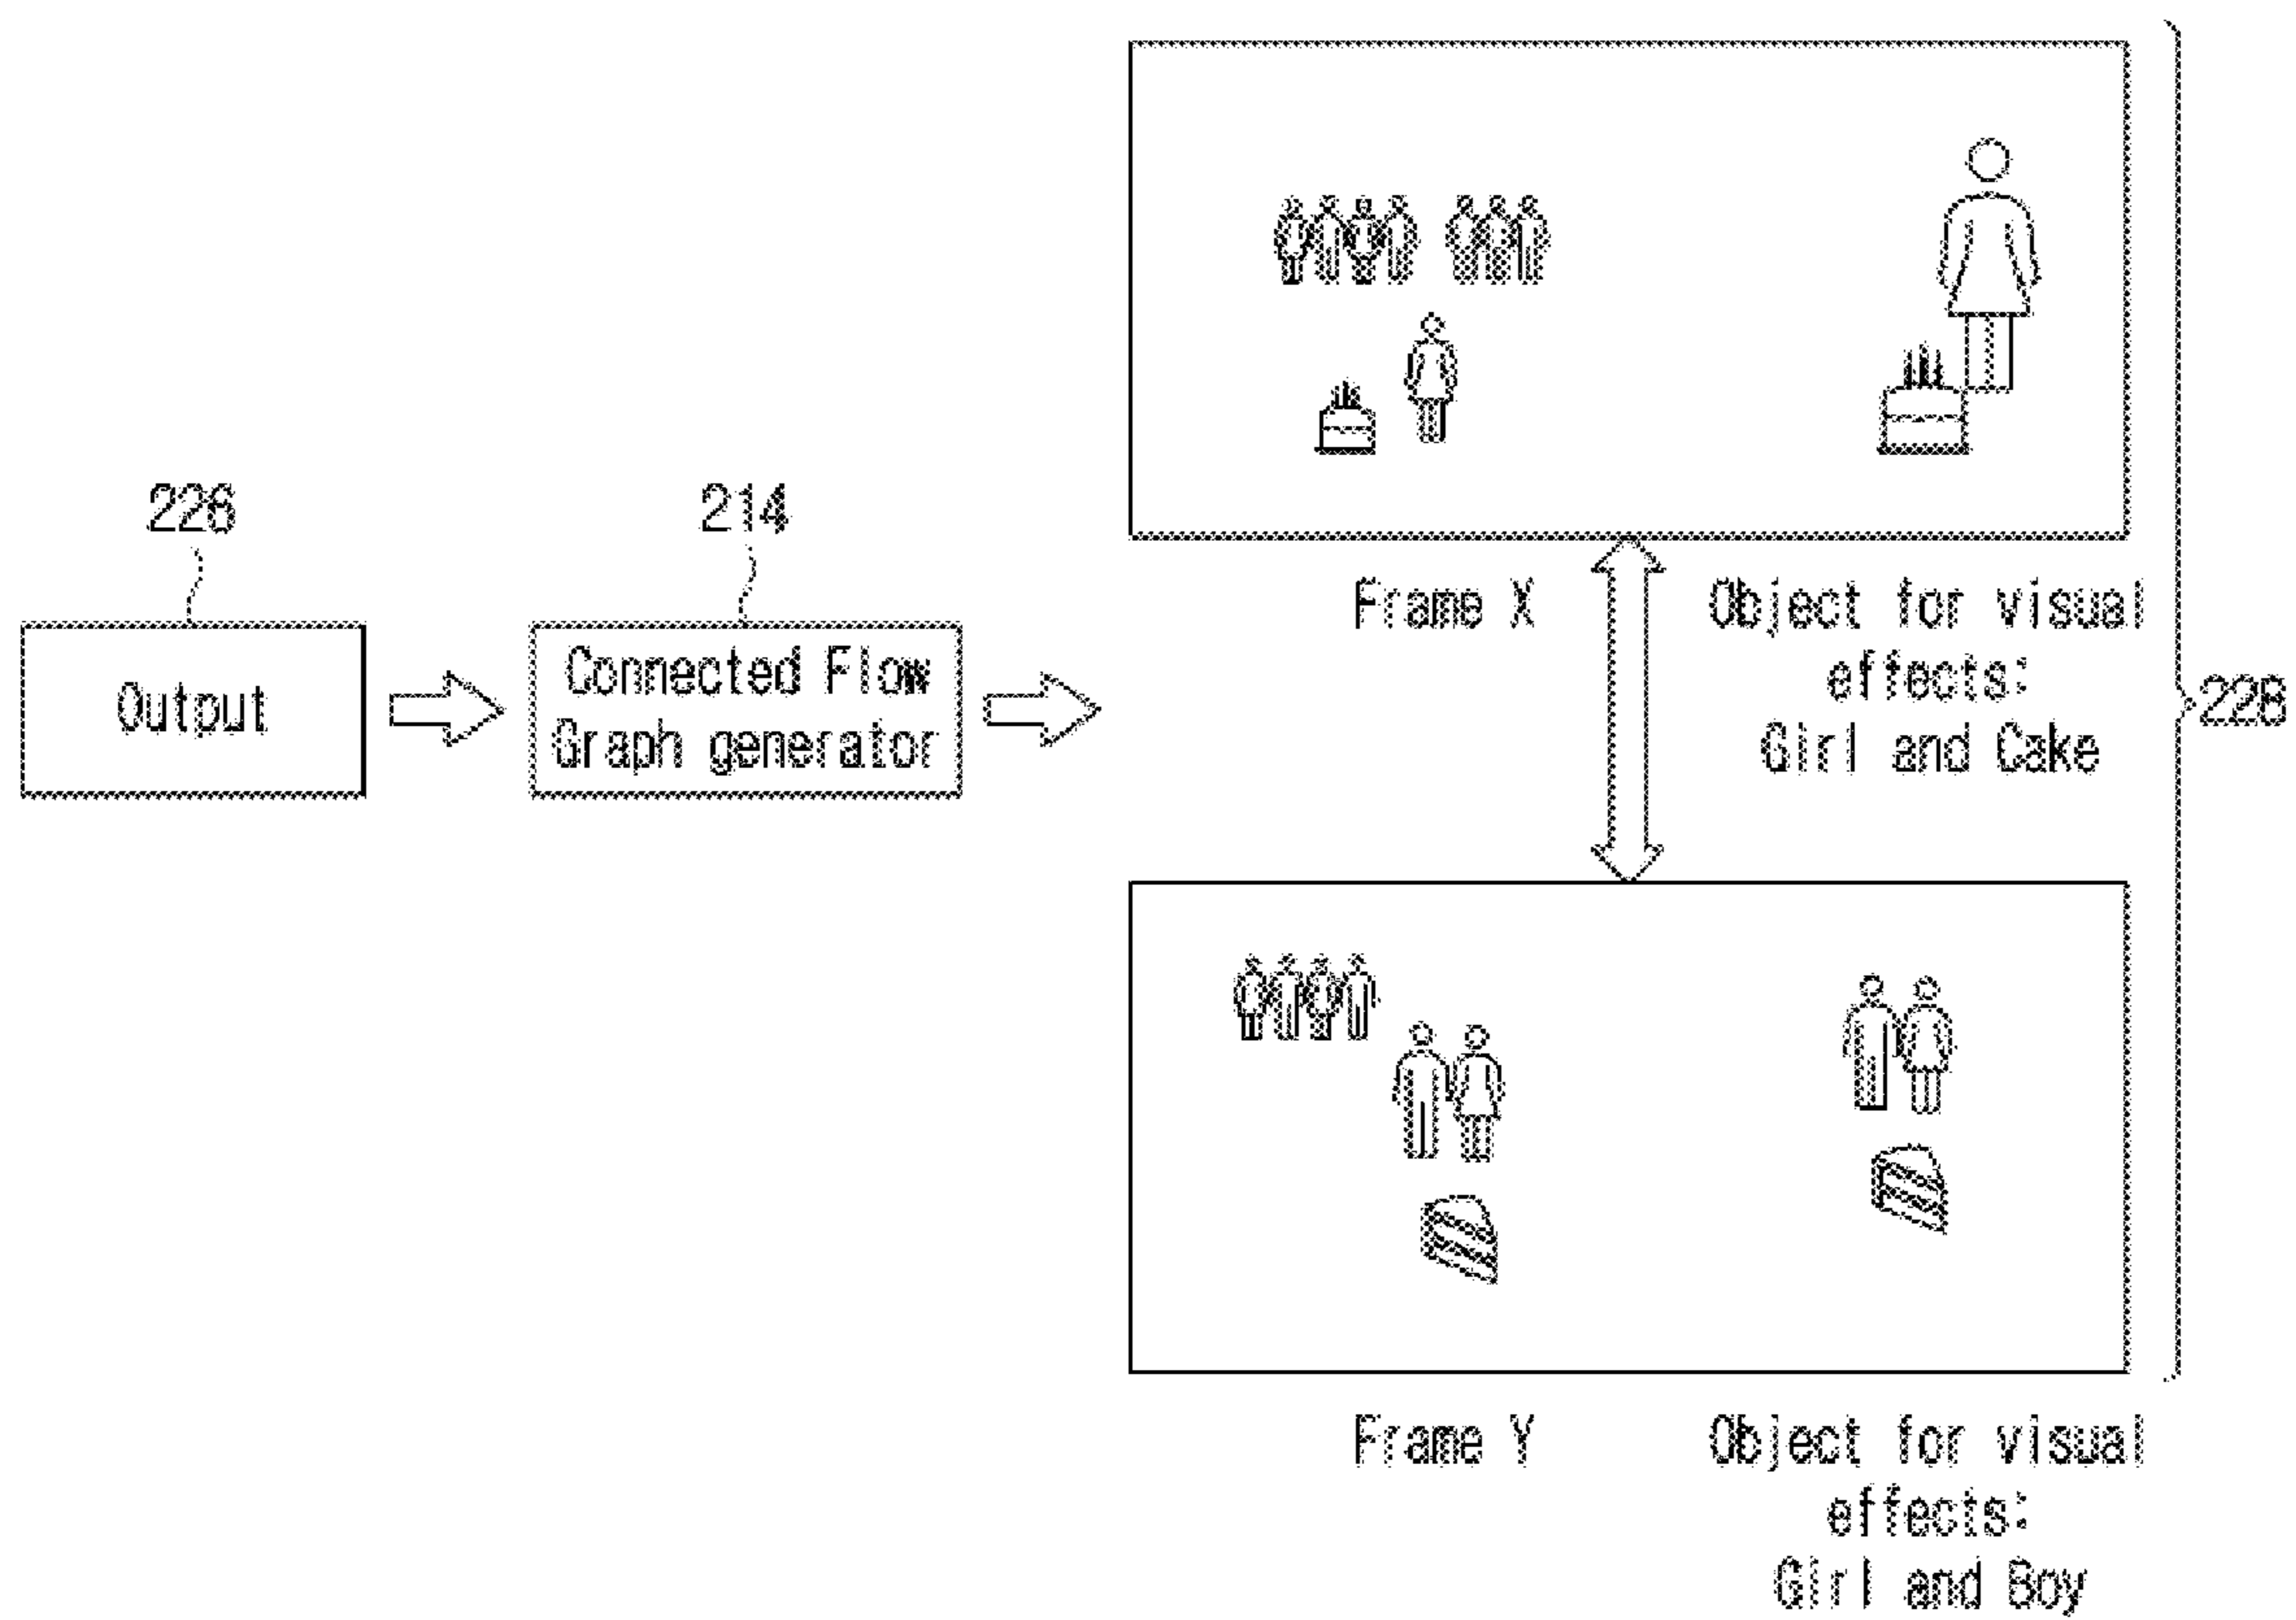 226
Output
214
Connected Flow
Graph generator
Frame X
Object for visual
effects:
Girl and Cake
228
Frame Y
Object for visual
effects:
Girl and Boy